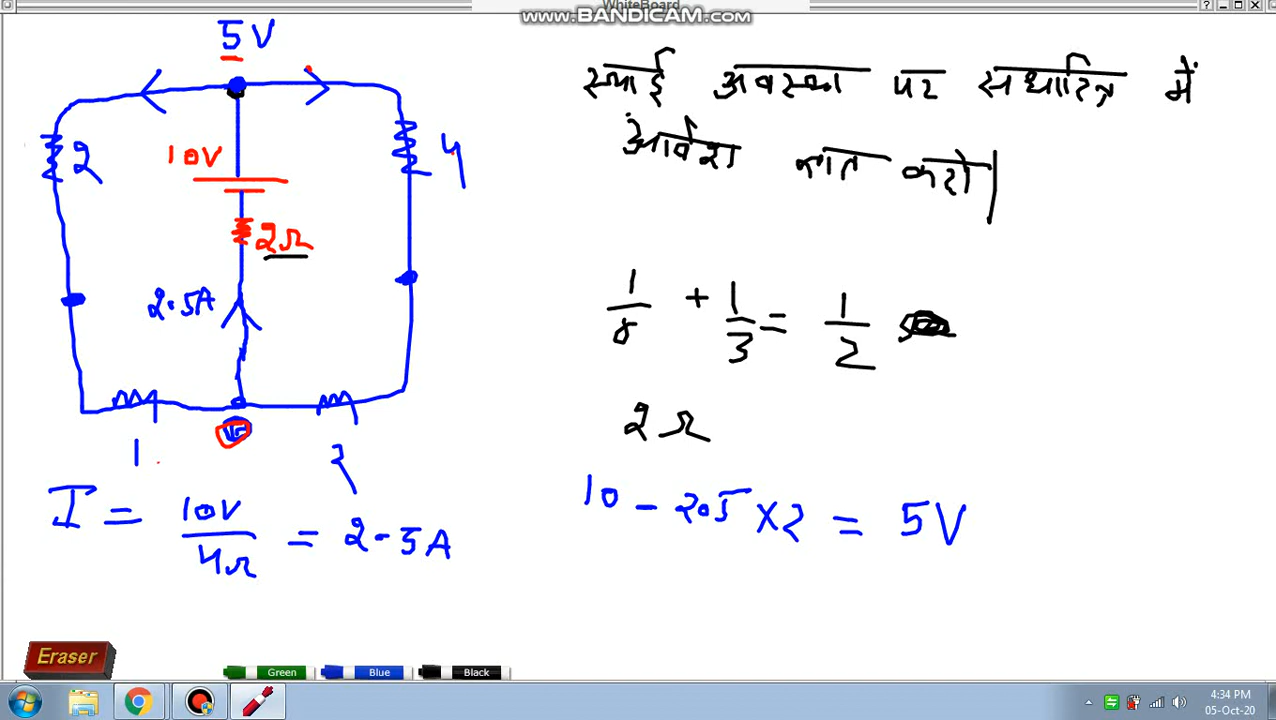 WhiteBoard
www.BANDICAM.com
5V
स्थाई अवस्था पर संधारित्र में
आवेश ज्ञात करो|
2
10V
4
2Ω
2.5A
1/8 + 1/3 = 1/2
2Ω
1
I = 10V/4Ω = 2.5A
10 - 2.5 × 2 = 5V
Eraser
Green Blue Black
4:34 PM
05-Oct-20